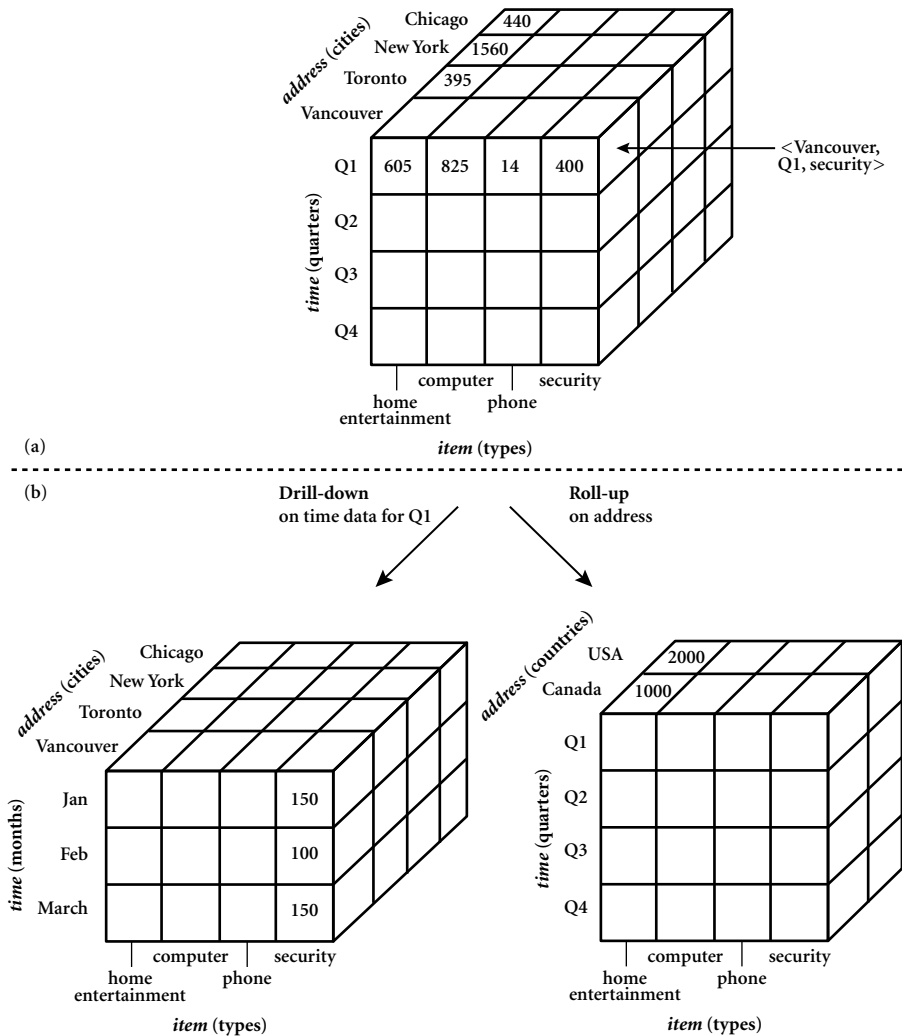 Chicago
440
New York
1560
Toronto
395
Vancouver
address (cities)
Q1
605 825 14 400
<Vancouver,
Q1, security>
Q2
Q3
Q4
time (quarters)
computer security
home
entertainment
phone
item (types)
(a)
(b)
Drill-down
on time data for Q1
Roll-up
on address
Chicago
New York
Toronto
Vancouver
address (cities)
Jan
150
Feb
100
March
150
time (months)
computer security
home
entertainment
phone
item (types)
USA
2000
Canada
1000
address (countries)
Q1
Q2
Q3
Q4
time (quarters)
computer security
home
entertainment
phone
item (types)